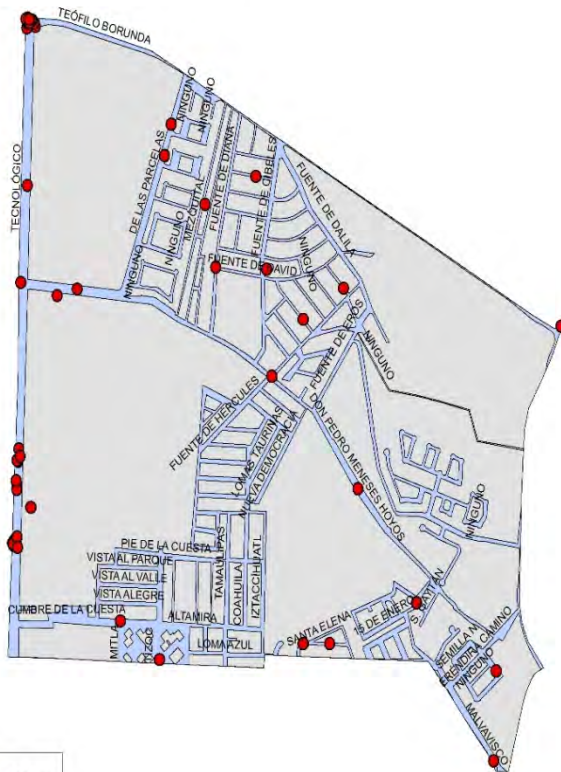 TEÓFILO BORUNDA
NINGUNO
NINGUNO
TECNOLÓGICO
DE LAS PARCELAS
MEZQUITAL
FUENTE DE DIANA
FUENTE DE CIBELES
NINGUNO
FUENTE DE DALILA
NINGUNO
FUENTE DE DAVID
NINGUNO
FUENTE DE EROS
NINGUNO
FUENTE DE HÉRCULES
LOMAS TAURINAS
NUEVA DEMOCRACIA
DON PEDRO MENESES HOYOS
NINGUNO
PIE DE LA CUESTA
TAMAULIPAS
COAHUILA
IZTACCIHUATL
VISTA AL PARQUE
VISTA AL VALLE
VISTA ALEGRE
CUMBRE DE LA CUESTA
ALTAMIRA
MITLA
LOMA AZUL
SANTA ELENA
15 DE ENERO
SEMILLA N
ERENDIRA CAMINO
NINGUNO
MALVAVISCO